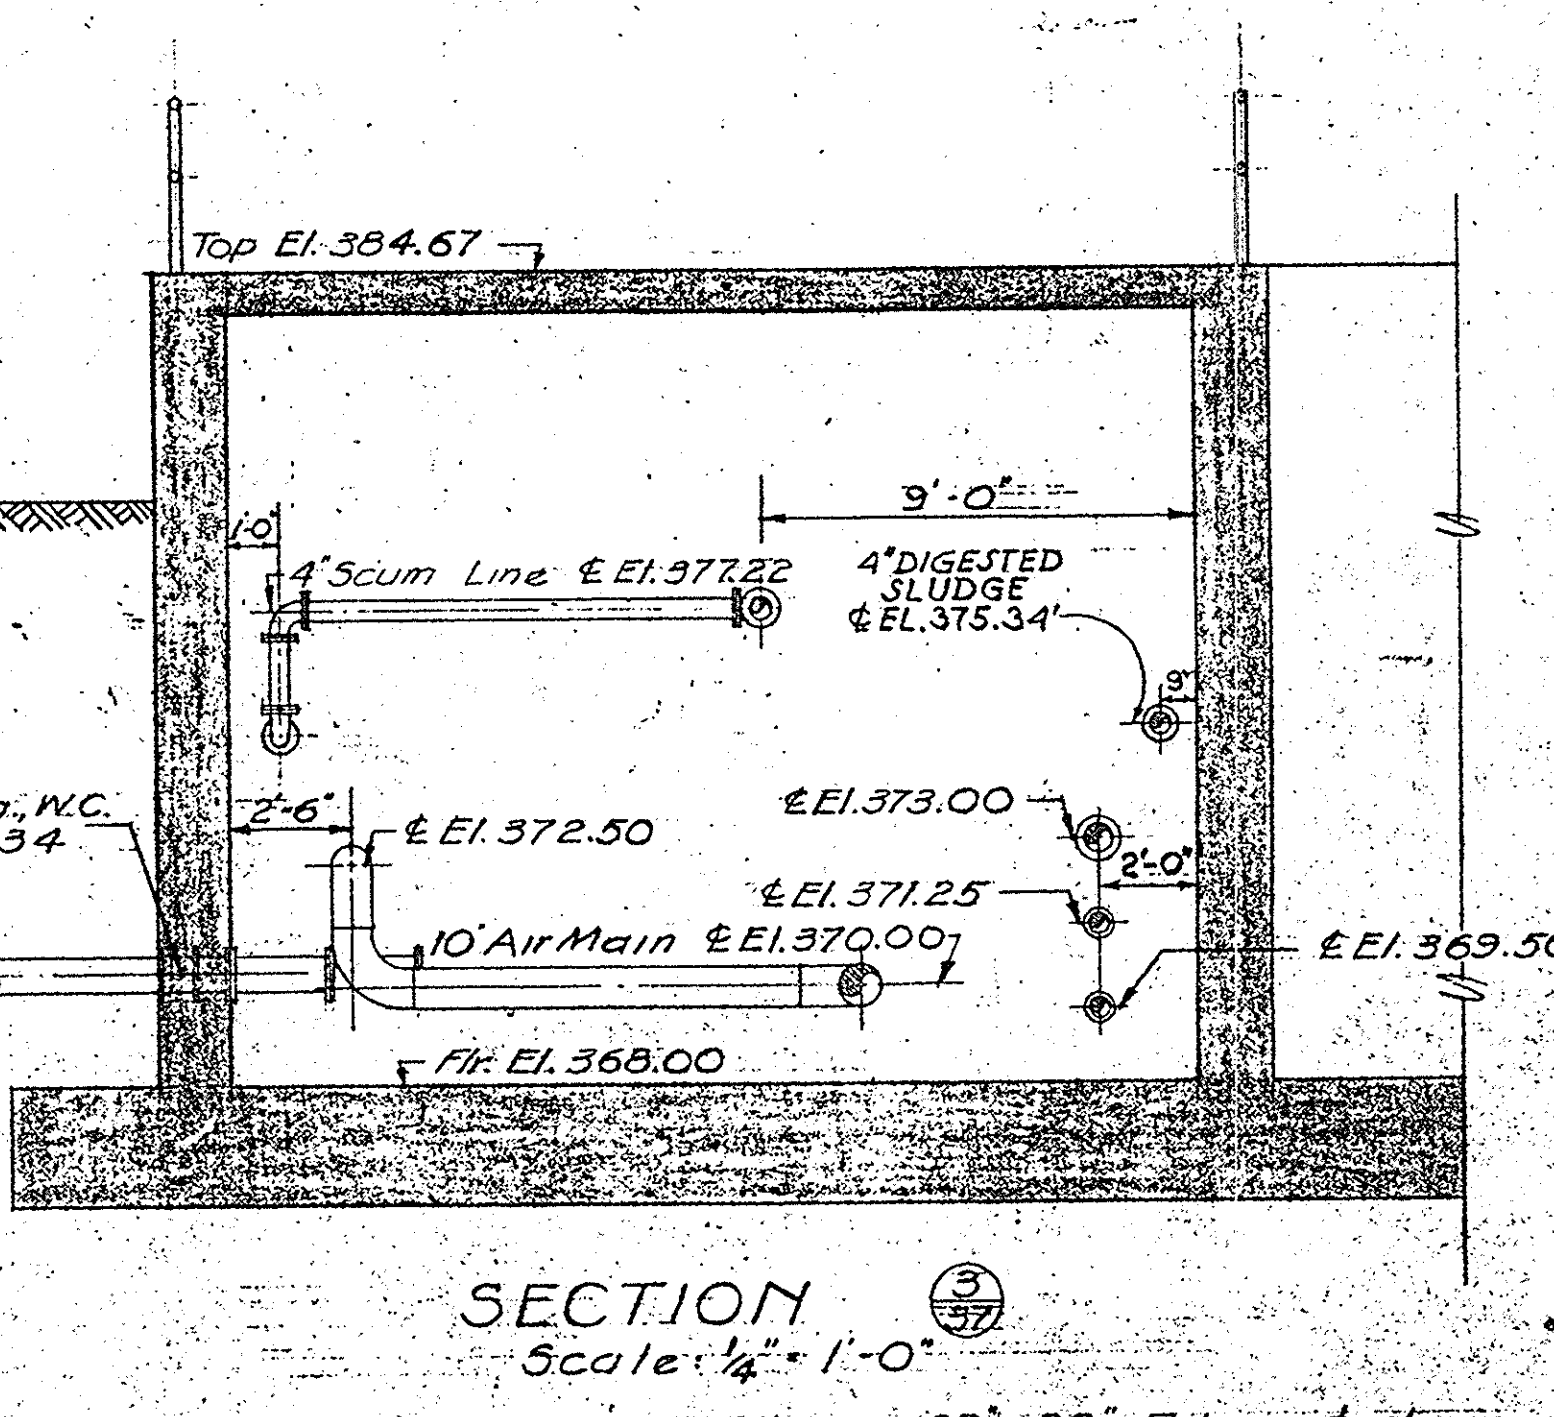 Top El. 384.67
9'-0"
1'-0"
4" Scum Line ℄ El. 377.22
4" DIGESTED
SLUDGE
℄ EL. 375.34'
9"
W.C.
34
2'-6"
℄ El. 372.50
℄ El. 373.00
2'-0"
℄ El. 371.25
10" Air Main ℄ El. 370.00
℄ El. 369.50
Flr. El. 368.00
SECTION
3
37
Scale: 1/4" = 1'-0"